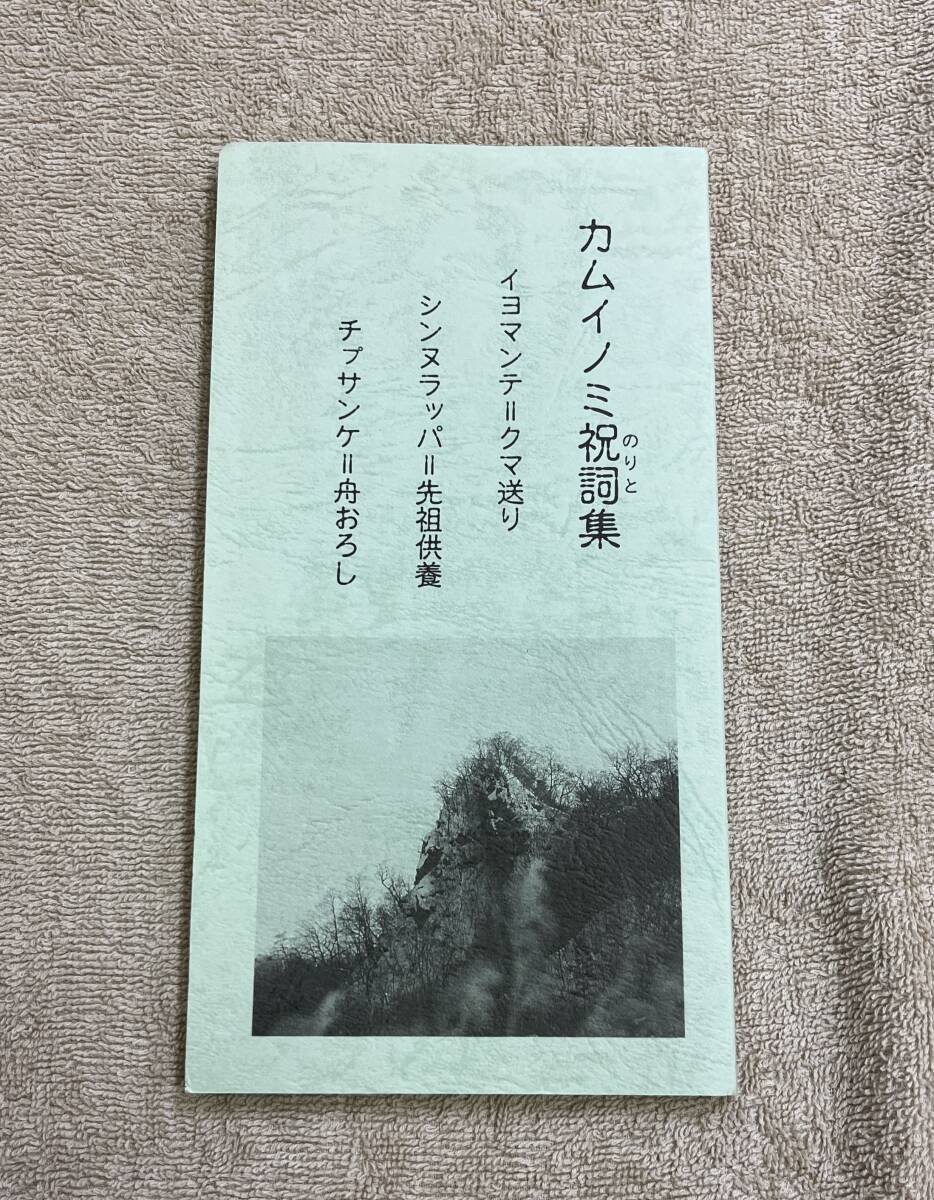 カムイノミ祝詞集
のりと
イヨマンテ＝クマ送り
シンヌラッパ＝先祖供養
チㇷ゚サンケ＝舟おろし